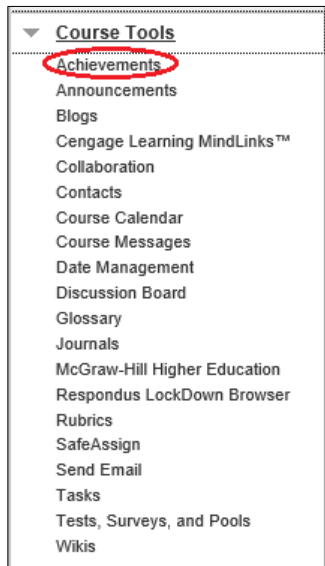 Course Tools
Achievements
Announcements
Blogs
Cengage Learning MindLinks™
Collaboration
Contacts
Course Calendar
Course Messages
Date Management
Discussion Board
Glossary
Journals
McGraw-Hill Higher Education
Respondus LockDown Browser
Rubrics
SafeAssign
Send Email
Tasks
Tests, Surveys, and Pools
Wikis